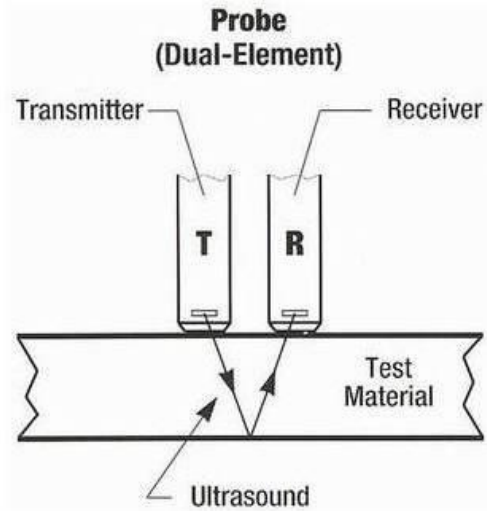 Probe
(Dual-Element)
Transmitter
Receiver
T
R
Test
Material
Ultrasound